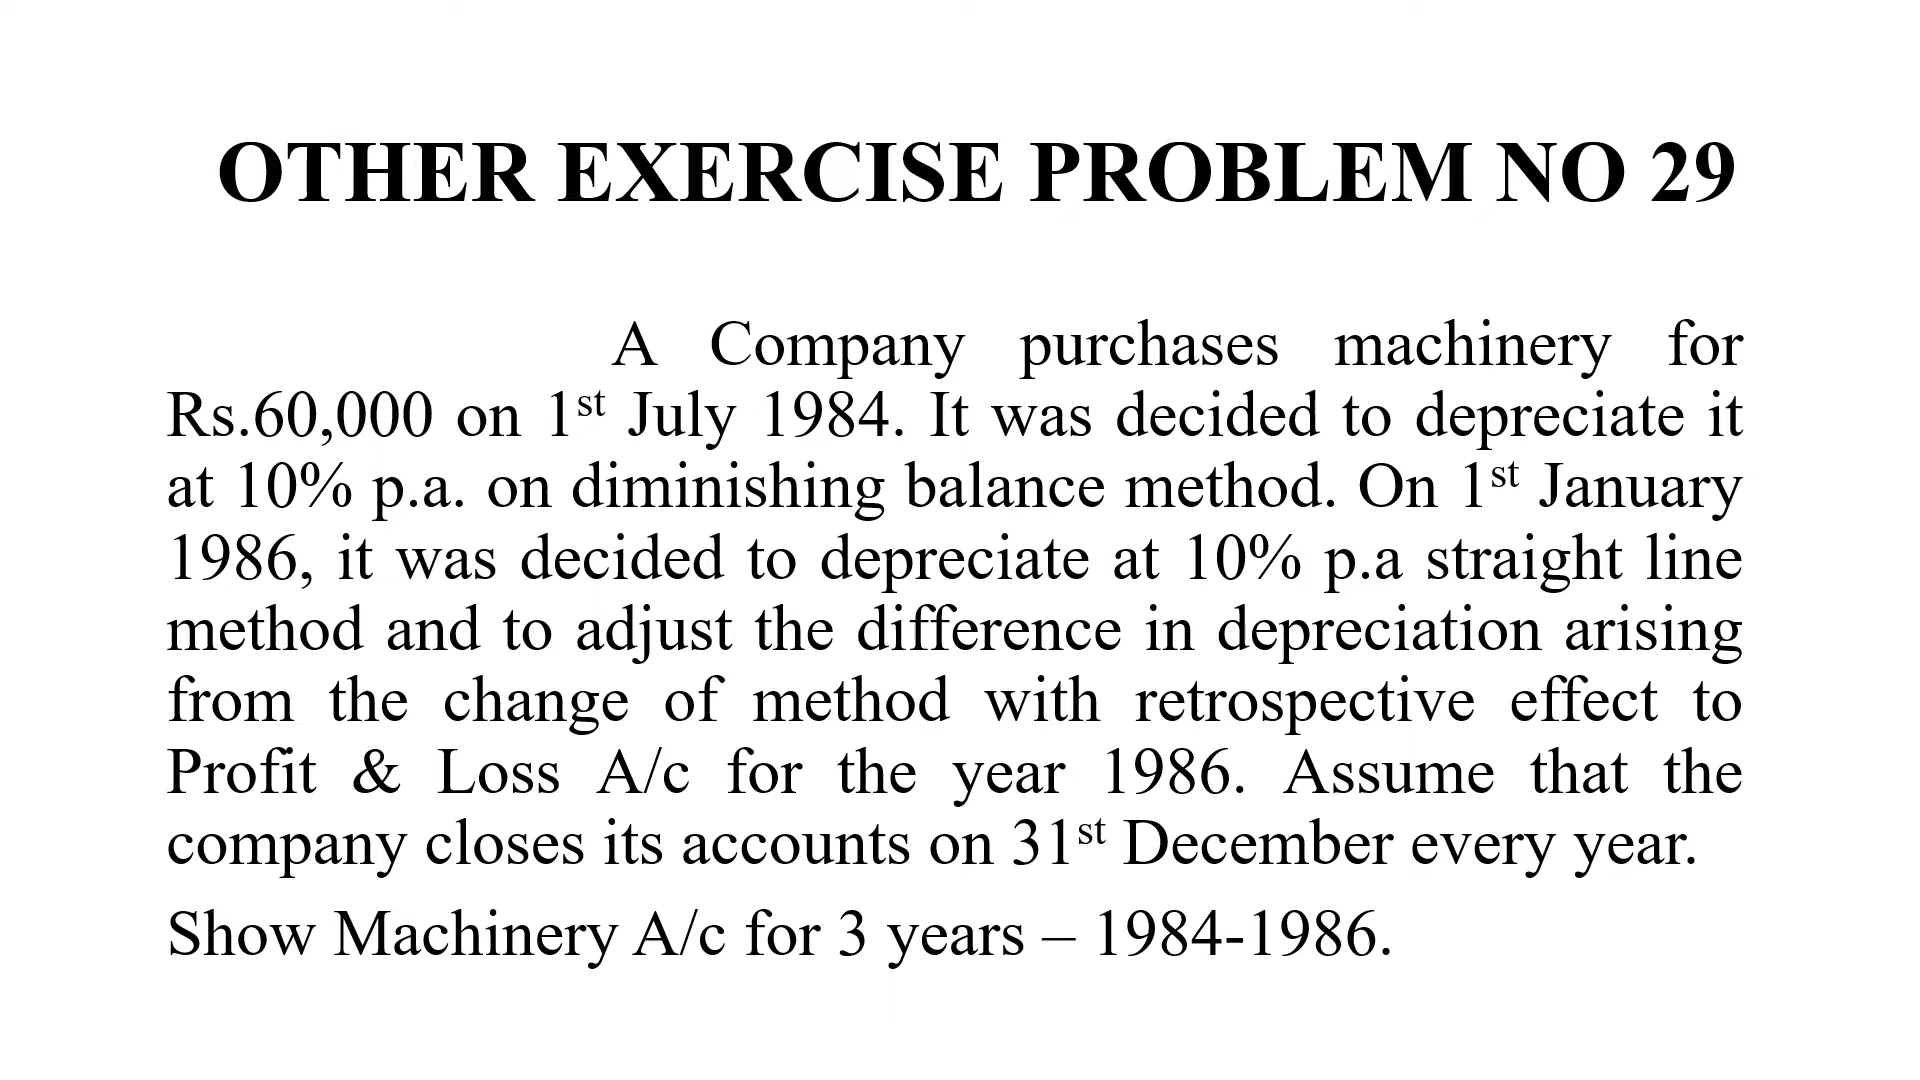 OTHER EXERCISE PROBLEM NO 29
A Company purchases machinery for
Rs.60,000 on 1st July 1984. It was decided to depreciate it
at 10% p.a. on diminishing balance method. On 1st January
1986, it was decided to depreciate at 10% p.a straight line
method and to adjust the difference in depreciation arising
from the change of method with retrospective effect to
Profit & Loss A/c for the year 1986. Assume that the
company closes its accounts on 31st December every year.
Show Machinery A/c for 3 years – 1984-1986.